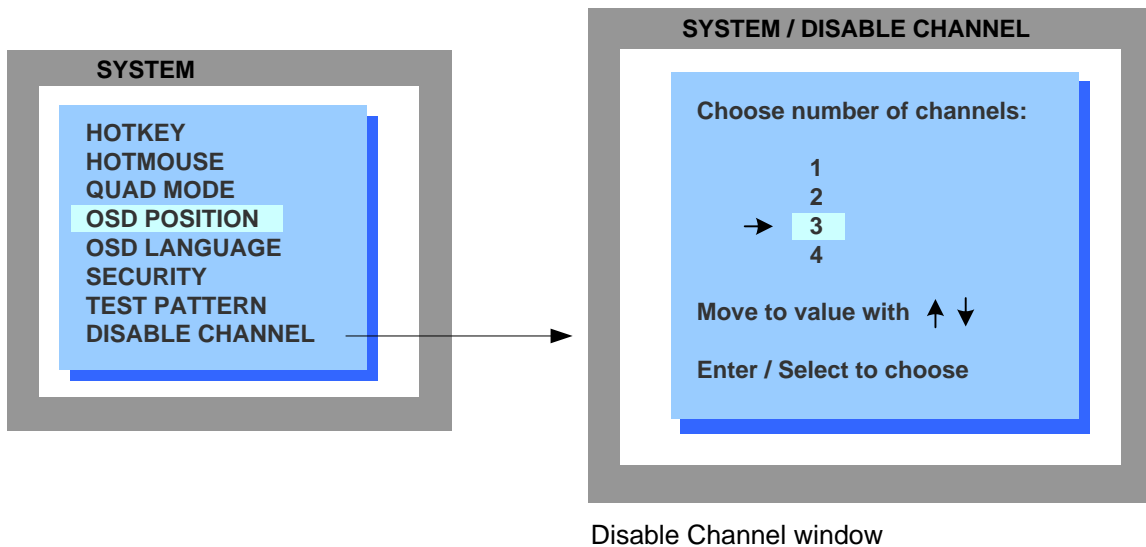 SYSTEM
HOTKEY
HOTMOUSE
QUAD MODE
OSD POSITION
OSD LANGUAGE
SECURITY
TEST PATTERN
DISABLE CHANNEL
SYSTEM / DISABLE CHANNEL
Choose number of channels:
1
2
3
4
Move to value with
Enter / Select to choose
Disable Channel window